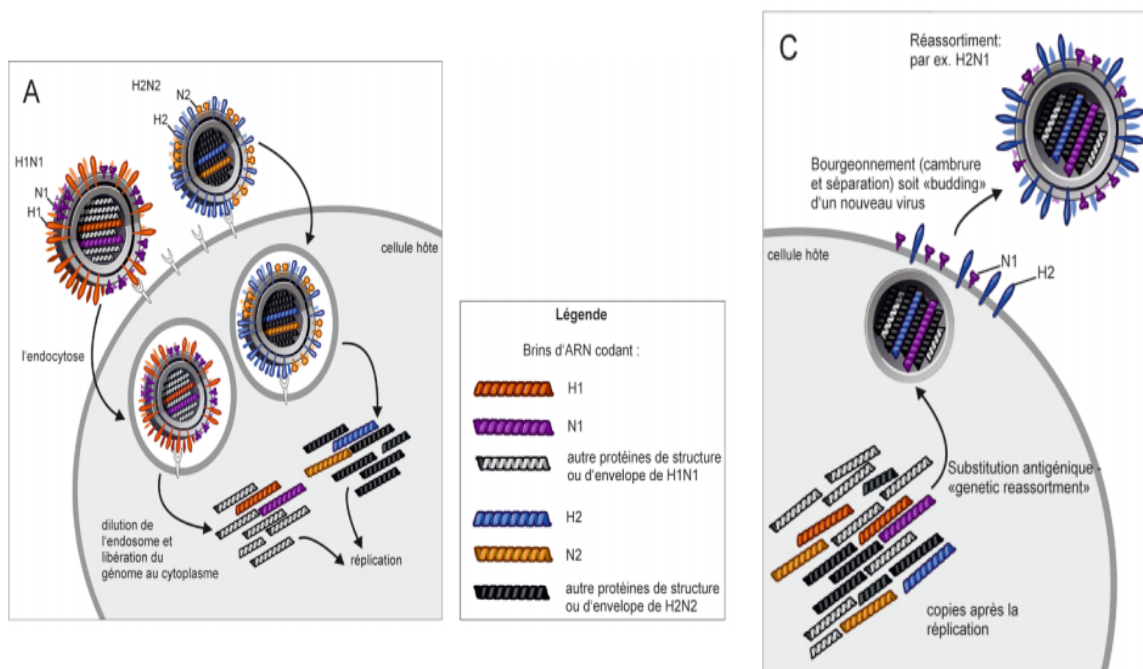 A
H2N2
N2
H2
H1N1
N1
H1
cellule hôte
l'endocytose
dilution de
l'endosome et
libération du
génome au cytoplasme
réplication
Légende
Brins d'ARN codant :
H1
N1
autre protéines de structure
ou d'envelope de H1N1
H2
N2
autre protéines de structure
ou d'envelope de H2N2
C
Réassortiment:
par ex. H2N1
Bourgeonnement (cambrure
et séparation) soit «budding»
d'un nouveau virus
cellule hôte
N1
H2
Substitution antigénique -
«genetic reassortment»
copies après la
réplication